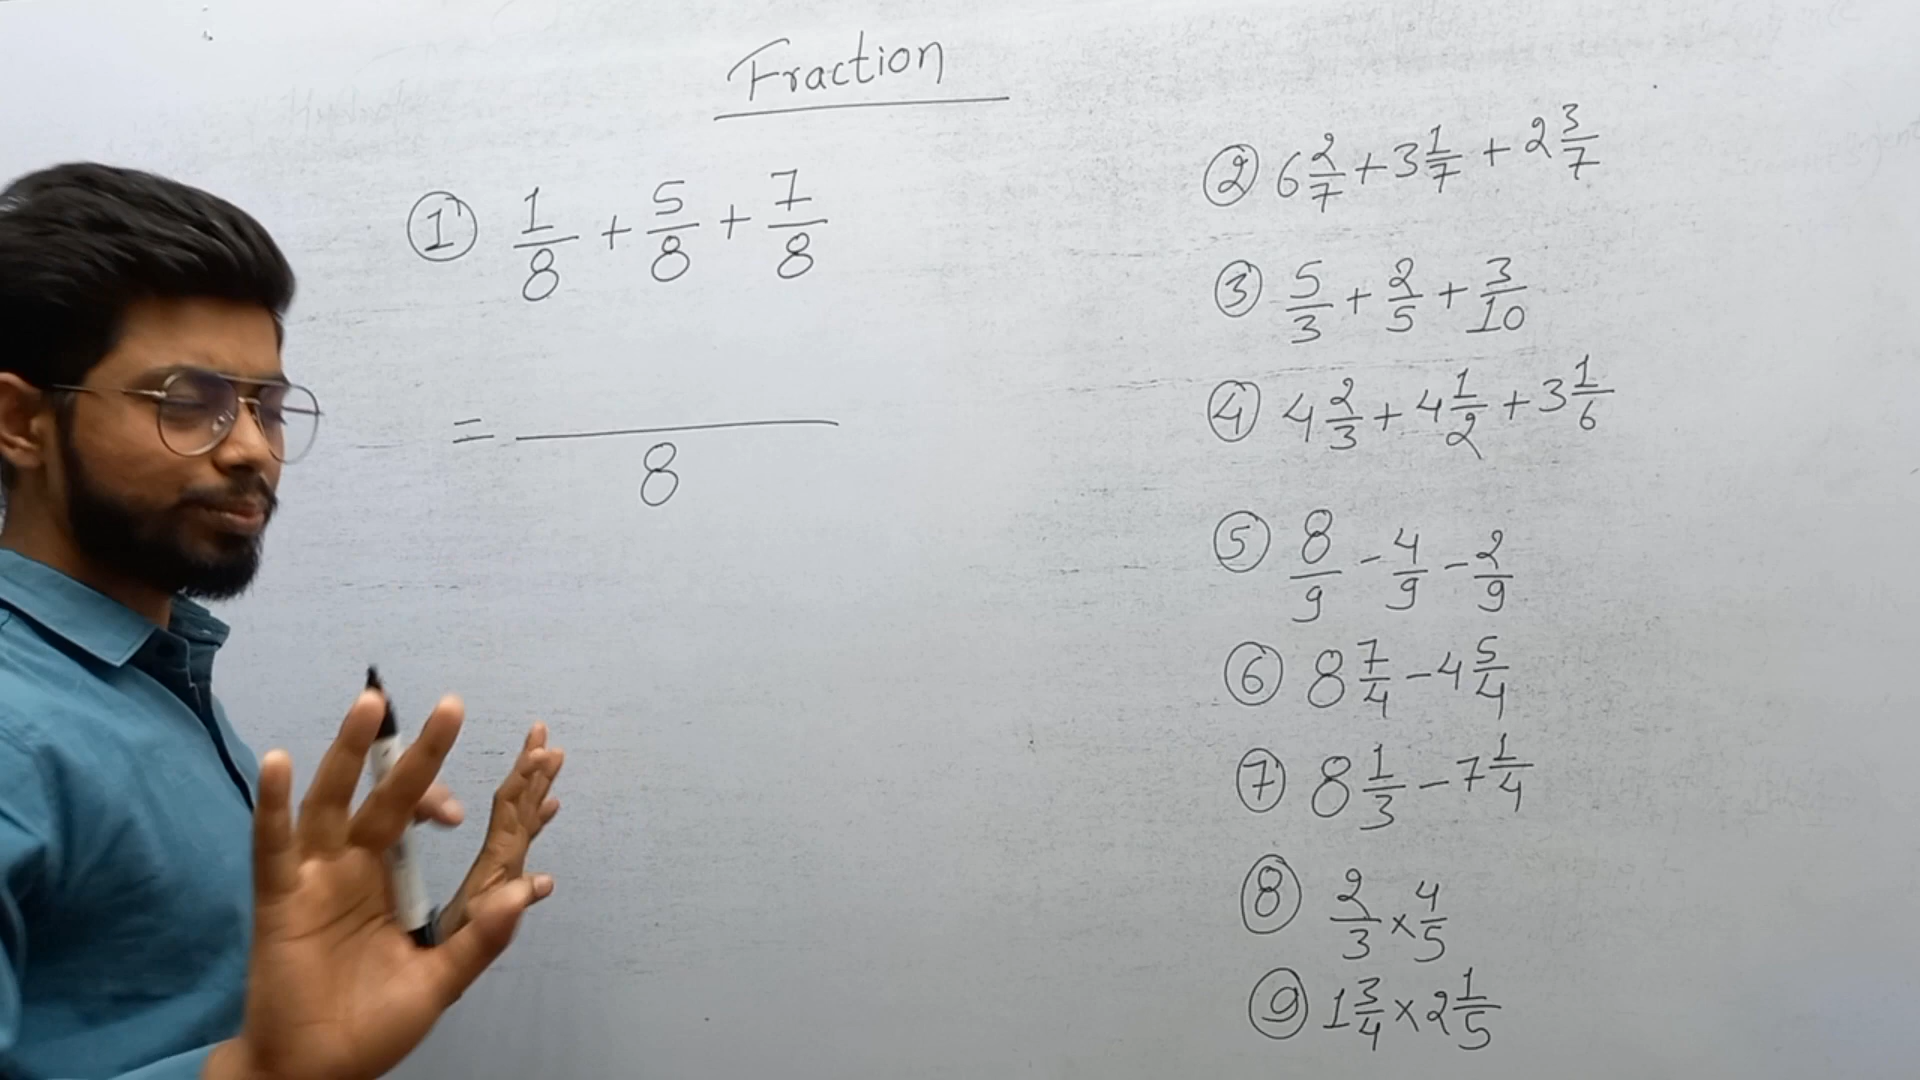 Fraction
① 1/8 + 5/8 + 7/8
= /8
② 6 2/7 + 3 1/7 + 2 3/7
③ 5/3 + 2/5 + 3/10
④ 4 2/3 + 4 1/2 + 3 1/6
⑤ 8/9 - 4/9 - 2/9
⑥ 8 7/4 - 4 5/4
⑦ 8 1/3 - 7 1/4
⑧ 2/3 × 4/5
⑨ 1 3/4 × 2 1/5